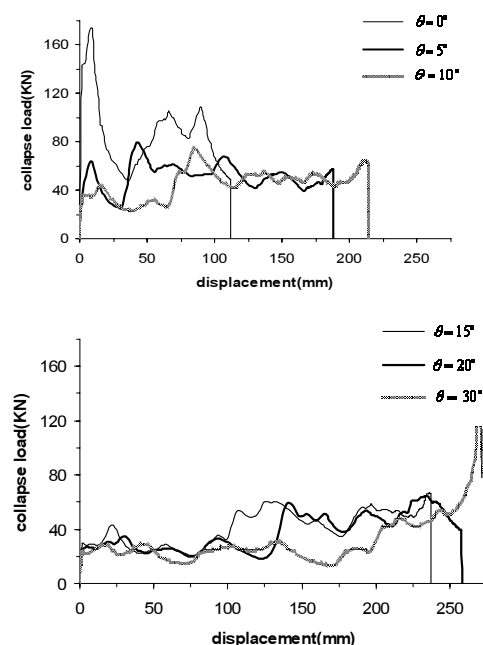 160
120
80
40
0
collapse load(KN)
θ = 0°
θ = 5°
θ = 10°
0 50 100 150 200 250
displacement(mm)
160
120
80
40
0
collapse load(KN)
θ = 15°
θ = 20°
θ = 30°
0 50 100 150 200 250
displacement(mm)